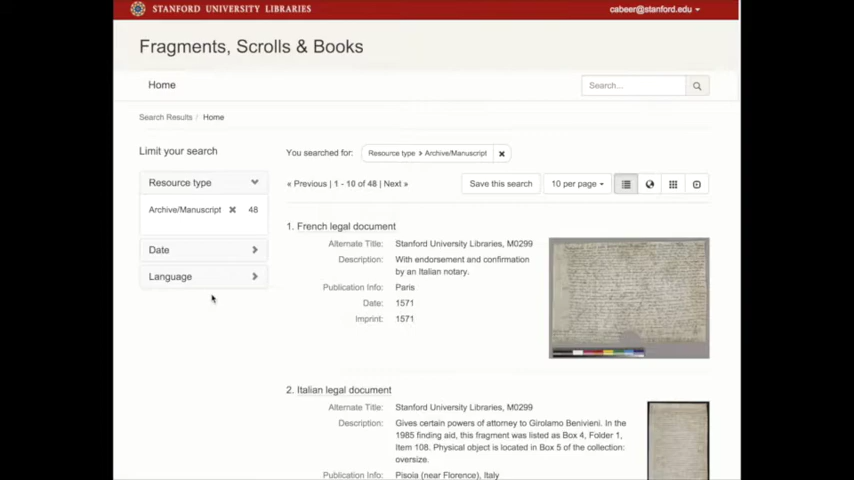 STANFORD UNIVERSITY LIBRARIES
cabeer@stanford.edu
Fragments, Scrolls & Books
Home
Search...
Search Results / Home
Limit your search
You searched for: Resource type > Archive/Manuscript ✖
Resource type
« Previous | 1 - 10 of 48 | Next »
Save this search
10 per page
Archive/Manuscript ✖ 48
Date
Language
1. French legal document
Alternate Title: Stanford University Libraries, M0299
Description: With endorsement and confirmation
by an Italian notary.
Publication Info: Paris
Date: 1571
Imprint: 1571
2. Italian legal document
Alternate Title: Stanford University Libraries, M0299
Description: Gives certain powers of attorney to Girolamo Benivieni. In the
1985 finding aid, this fragment was listed as Box 4, Folder 1,
Item 108. Physical object is located in Box 5 of the collection:
oversize.
Publication Info: Pisoia (near Florence), Italy